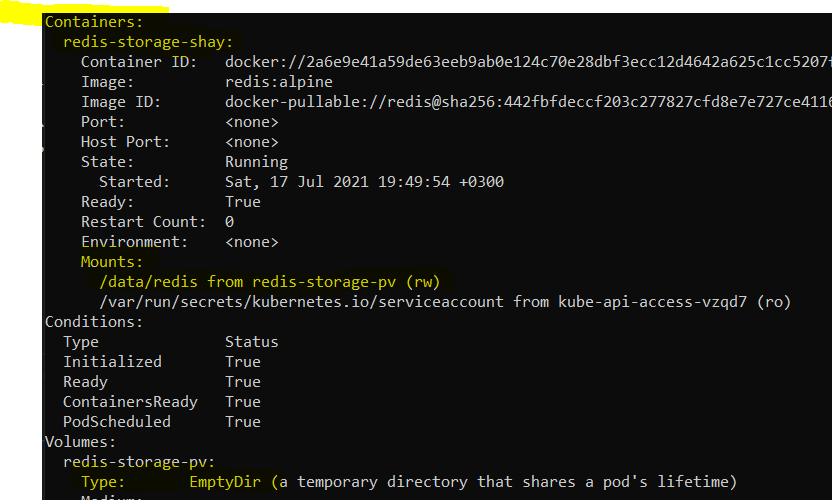 Containers:
redis-storage-shay:
Container ID: docker://2a6e9e41a59de63eeb9ab0e124c70e28dbf3ecc12d4642a625c1cc5207
Image: redis:alpine
Image ID: docker-pullable://redis@sha256:442fbfdeccf203c277827cfd8e7e727ce4116
Port: <none>
Host Port: <none>
State: Running
Started: Sat, 17 Jul 2021 19:49:54 +0300
Ready: True
Restart Count: 0
Environment: <none>
Mounts:
/data/redis from redis-storage-pv (rw)
/var/run/secrets/kubernetes.io/serviceaccount from kube-api-access-vzqd7 (ro)
Conditions:
Type Status
Initialized True
Ready True
ContainersReady True
PodScheduled True
Volumes:
redis-storage-pv:
Type: EmptyDir (a temporary directory that shares a pod's lifetime)